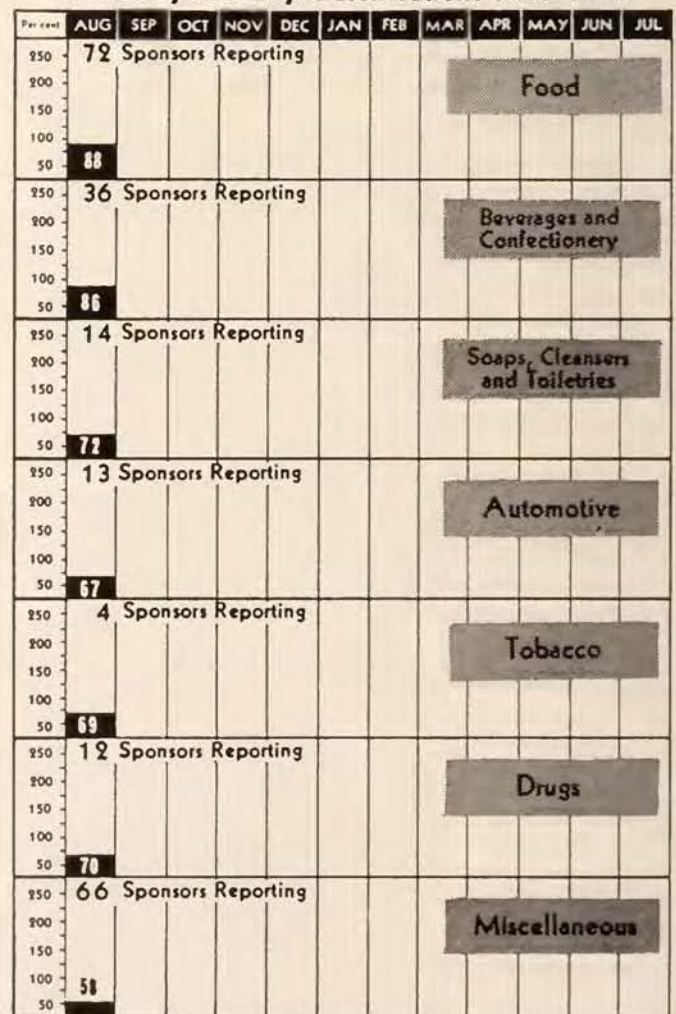 Per cent AUG SEP OCT NOV DEC JAN FEB MAR APR MAY JUN JUL
250 72 Sponsors Reporting
200 Food
150
100
50 88
250 36 Sponsors Reporting
200 Beverages and
150 Confectionery
100
50 86
250 14 Sponsors Reporting
200 Soaps, Cleansers
150 and Toiletries
100
50 72
250 13 Sponsors Reporting
200 Automotive
150
100
50 67
250 4 Sponsors Reporting
200 Tobacco
150
100
50 69
250 12 Sponsors Reporting
200 Drugs
150
100
50 70
250 66 Sponsors Reporting
200 Miscellaneous
150
100 58
50